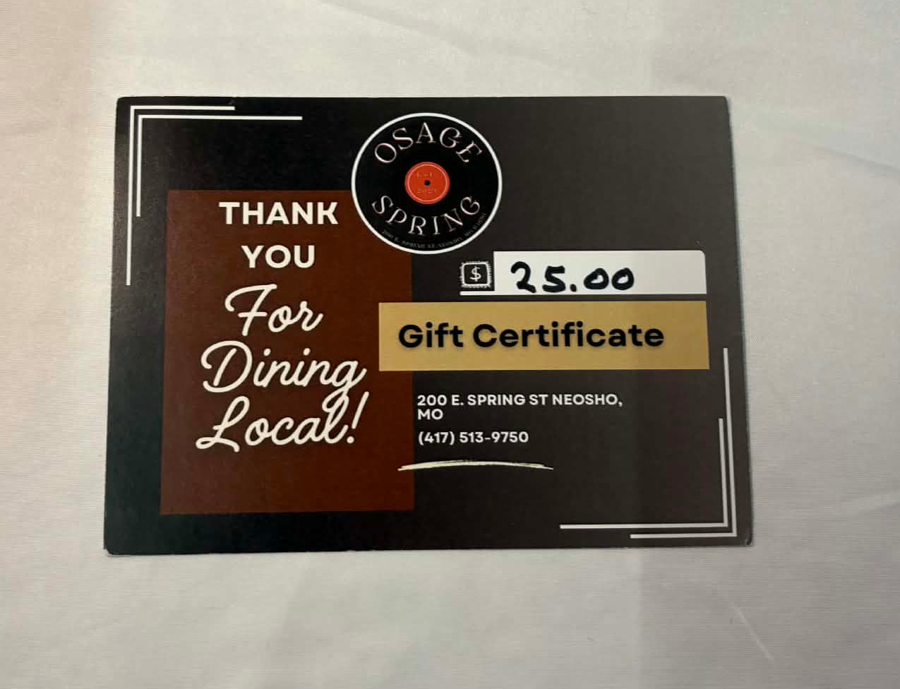 OSAGE
SPRING
THANK
YOU
For
Dining
Local!
$ 25.00
Gift Certificate
200 E. SPRING ST NEOSHO,
MO
(417) 513-9750